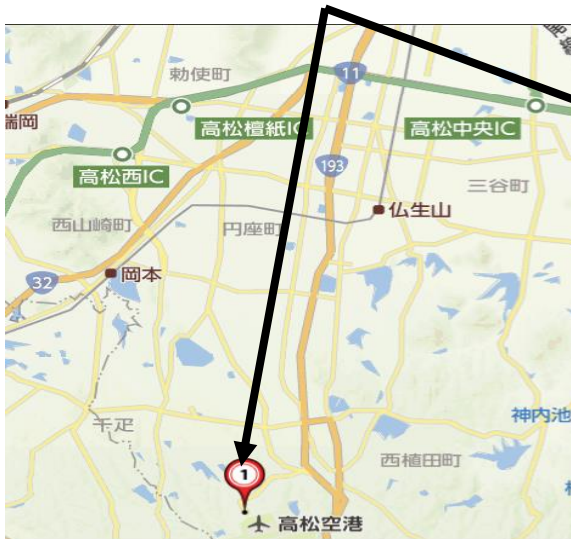 勅使町
11
端岡
高松檀紙IC
高松中央IC
高松西IC
193
三谷町
西山崎町
円座町
仏生山
32
岡本
神内池
千疋
西植田町
1
高松空港